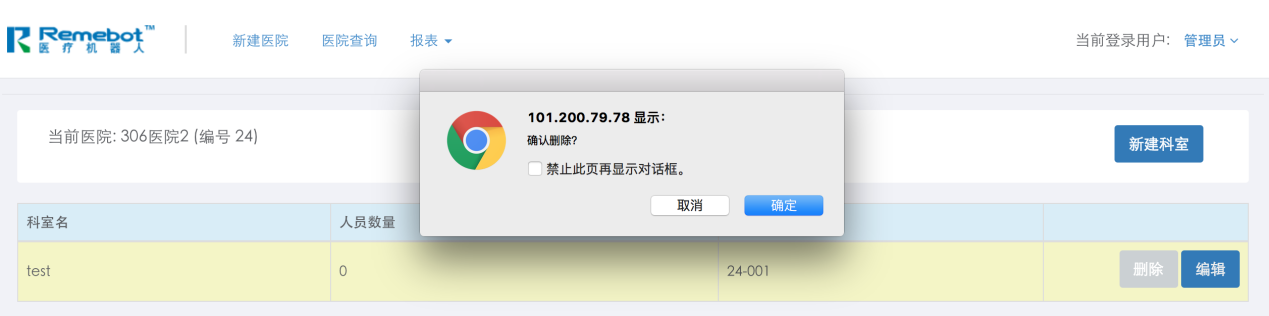 Remebot™
医疗机器人
新建医院 医院查询 报表
当前登录用户: 管理员
101.200.79.78 显示：
确认删除?
禁止此页再显示对话框。
取消 确定
当前医院: 306医院2 (编号 24)
新建科室
科室名 人员数量
test 0 24-001 删除 编辑